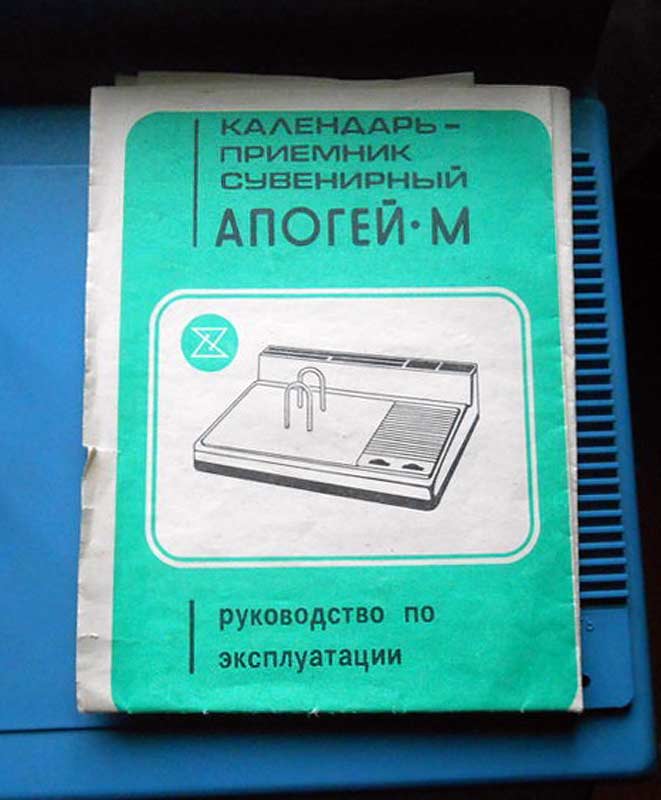 КАЛЕНДАРЬ-
ПРИЕМНИК
СУВЕНИРНЫЙ
АПОГЕЙ·М
руководство по
эксплуатации